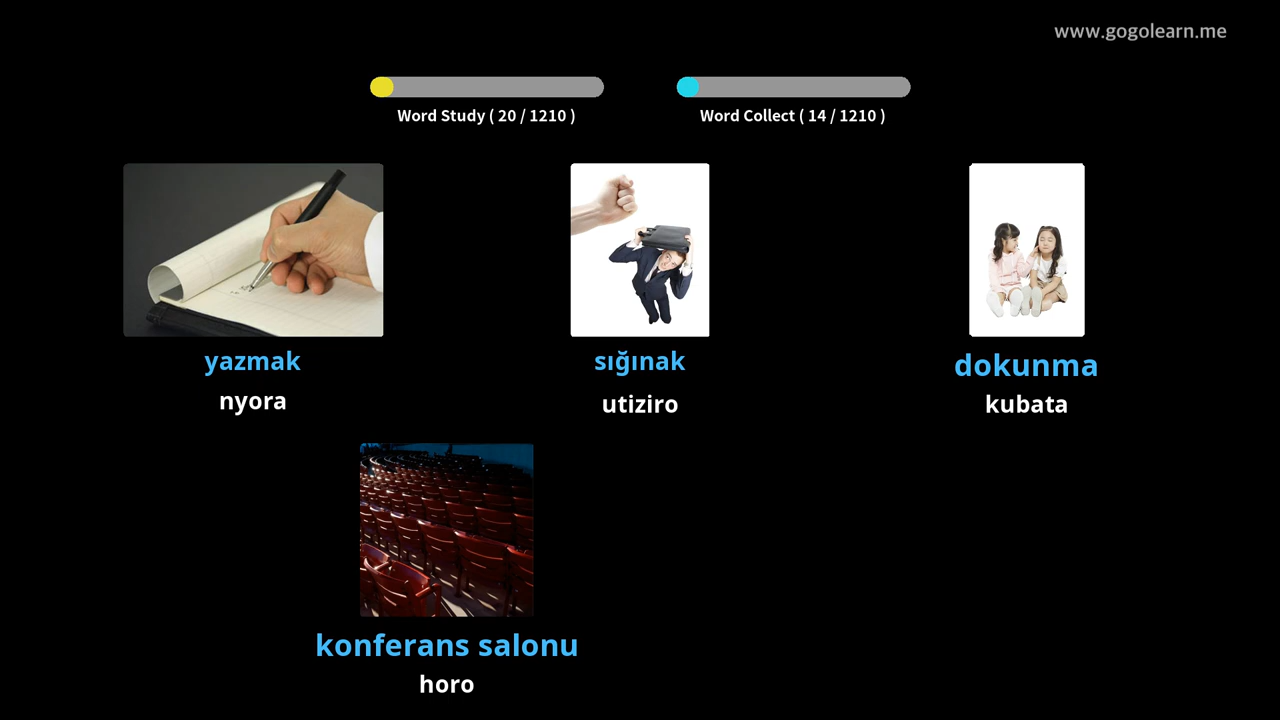 www.gogolearn.me
Word Study ( 20 / 1210 )
Word Collect ( 14 / 1210 )
yazmak
nyora
sığınak
utiziro
dokunma
kubata
konferans salonu
horo